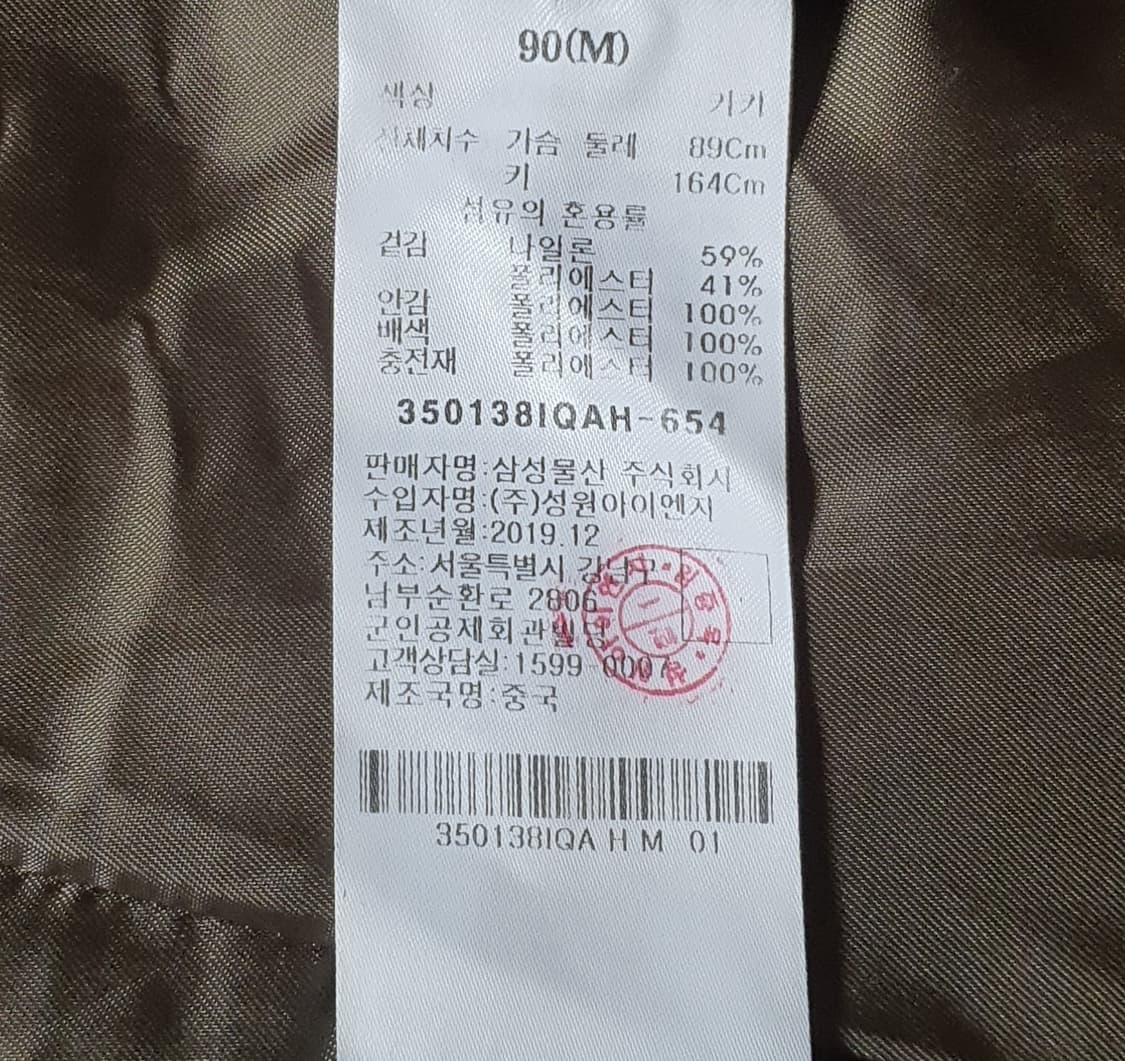 90(M)
색상 카키
신체치수 가슴 둘레 89Cm
키 164Cm
섬유의 혼용률
겉감 나일론 59%
폴리에스터 41%
안감 폴리에스터 100%
배색 폴리에스터 100%
충전재 폴리에스터 100%
350138IQAH-654
판매자명:삼성물산 주식회사
수입자명:(주)성원아이엔지
제조년월:2019.12
주소:서울특별시 강남구
남부순환로 2806
군인공제회관빌딩
고객상담실:1599 0007
제조국명:중국
350138IQA H M 01